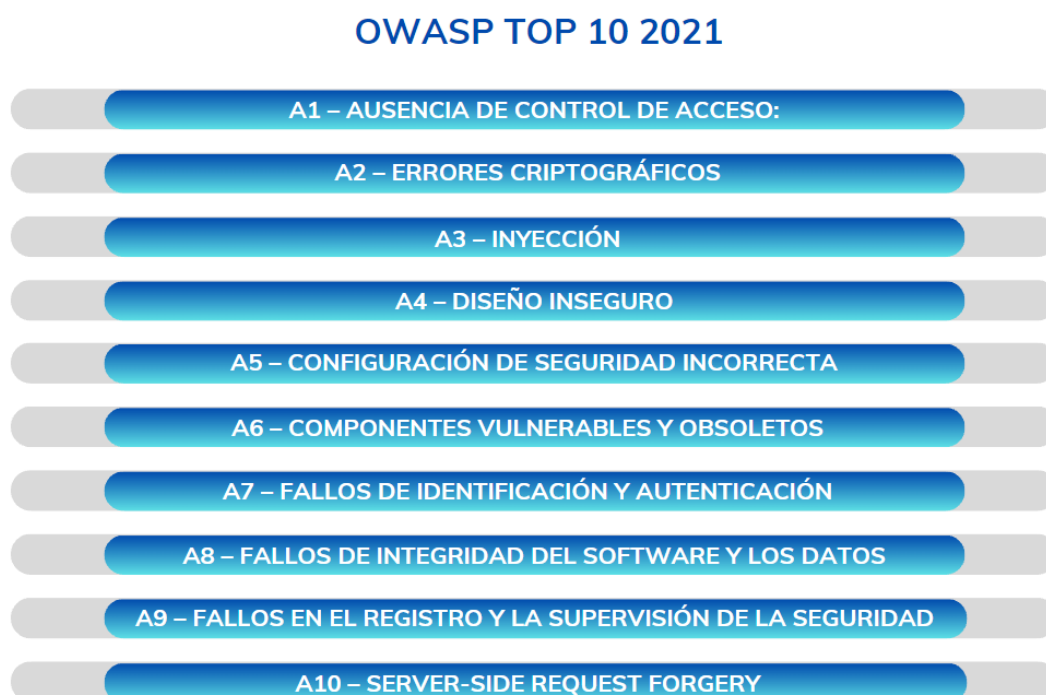 OWASP TOP 10 2021
A1 – AUSENCIA DE CONTROL DE ACCESO:
A2 – ERRORES CRIPTOGRÁFICOS
A3 – INYECCIÓN
A4 – DISEÑO INSEGURO
A5 – CONFIGURACIÓN DE SEGURIDAD INCORRECTA
A6 – COMPONENTES VULNERABLES Y OBSOLETOS
A7 – FALLOS DE IDENTIFICACIÓN Y AUTENTICACIÓN
A8 – FALLOS DE INTEGRIDAD DEL SOFTWARE Y LOS DATOS
A9 – FALLOS EN EL REGISTRO Y LA SUPERVISIÓN DE LA SEGURIDAD
A10 – SERVER-SIDE REQUEST FORGERY